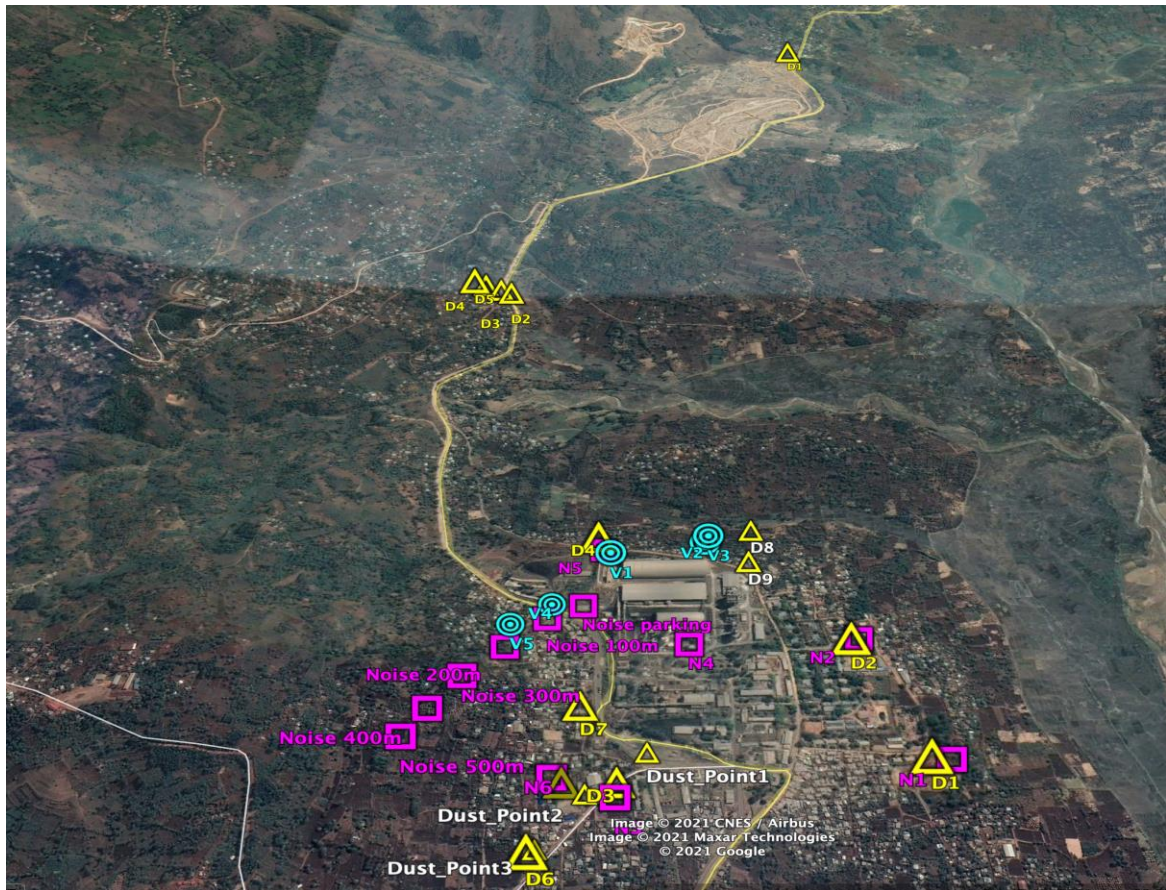 D1
D4
D5
D3
D2
D4
V2
V3
D8
N5
V1
D9
V4
Noise parking
V5
Noise 100m
N4
N2
D2
Noise 200m
Noise 300m
D7
Noise 400m
Noise 500m
Dust_Point1
N1
D1
N6
D3
Dust_Point2
Image © 2021 CNES / Airbus
Image © 2021 Maxar Technologies
© 2021 Google
Dust_Point3
D6